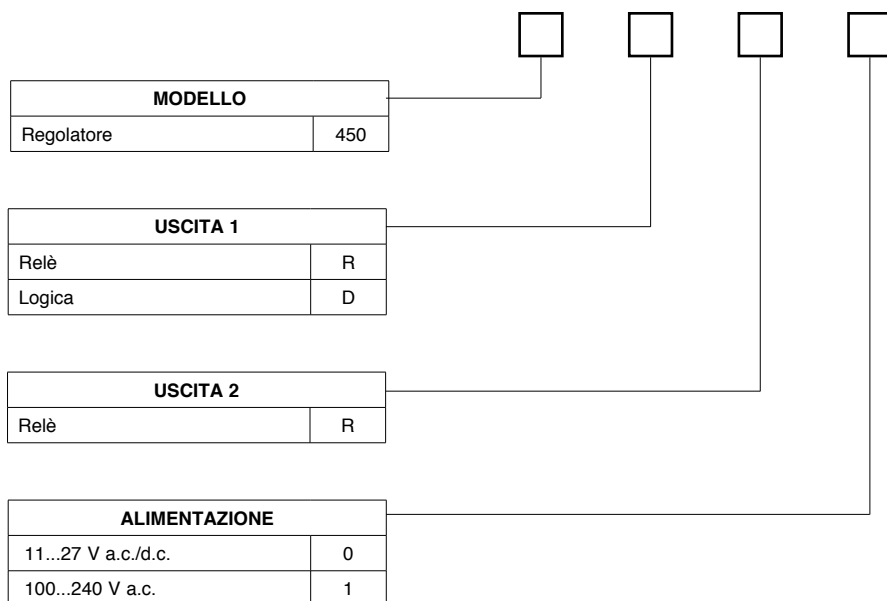 MODELLO
Regolatore 450
USCITA 1
Relè R
Logica D
USCITA 2
Relè R
ALIMENTAZIONE
11...27 V a.c./d.c. 0
100...240 V a.c. 1